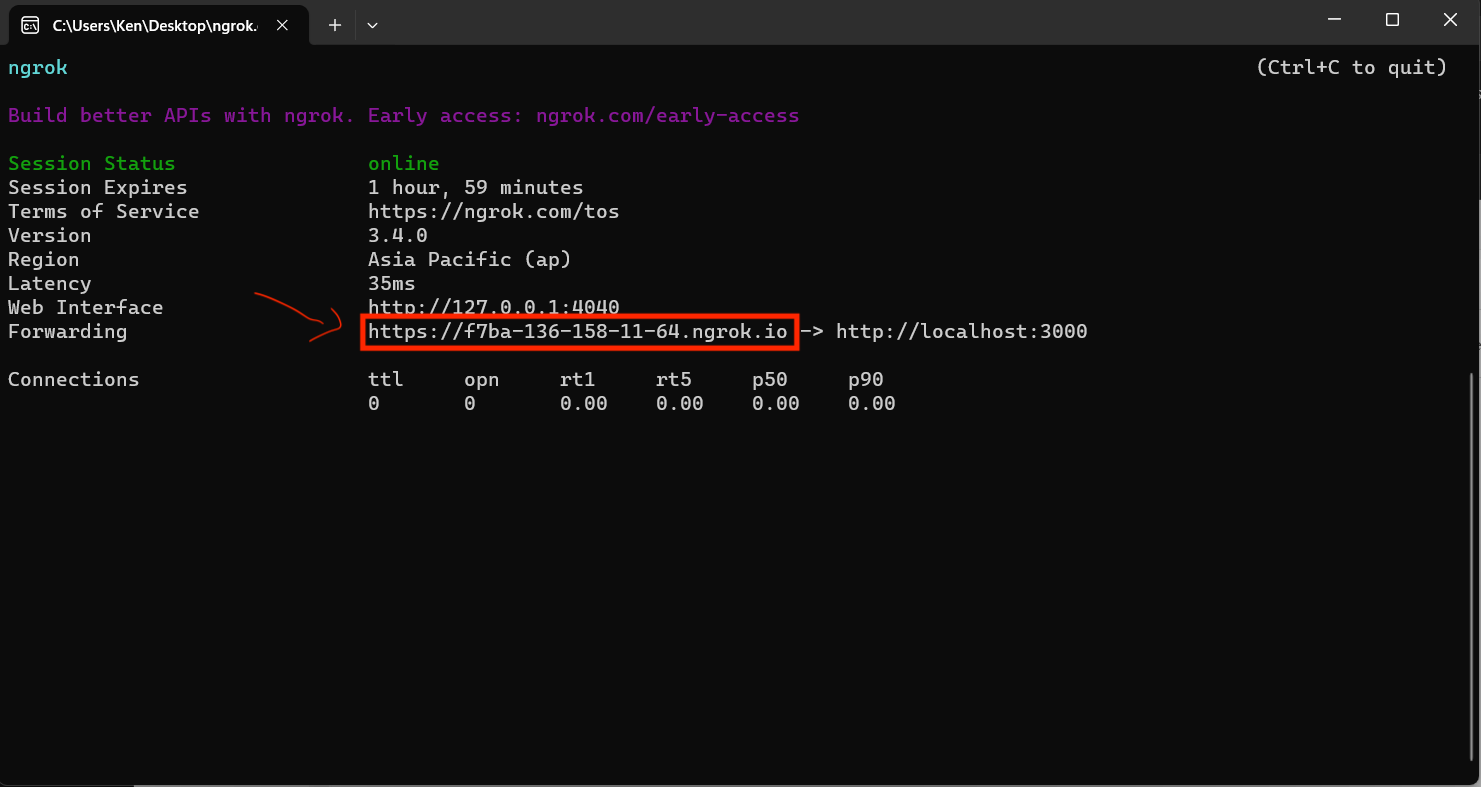 C:\Users\Ken\Desktop\ngrok.
ngrok (Ctrl+C to quit)
Build better APIs with ngrok. Early access: ngrok.com/early-access
Session Status online
Session Expires 1 hour, 59 minutes
Terms of Service https://ngrok.com/tos
Version 3.4.0
Region Asia Pacific (ap)
Latency 35ms
Web Interface http://127.0.0.1:4040
Forwarding https://f7ba-136-158-11-64.ngrok.io -> http://localhost:3000
Connections ttl opn rt1 rt5 p50 p90
0 0 0.00 0.00 0.00 0.00